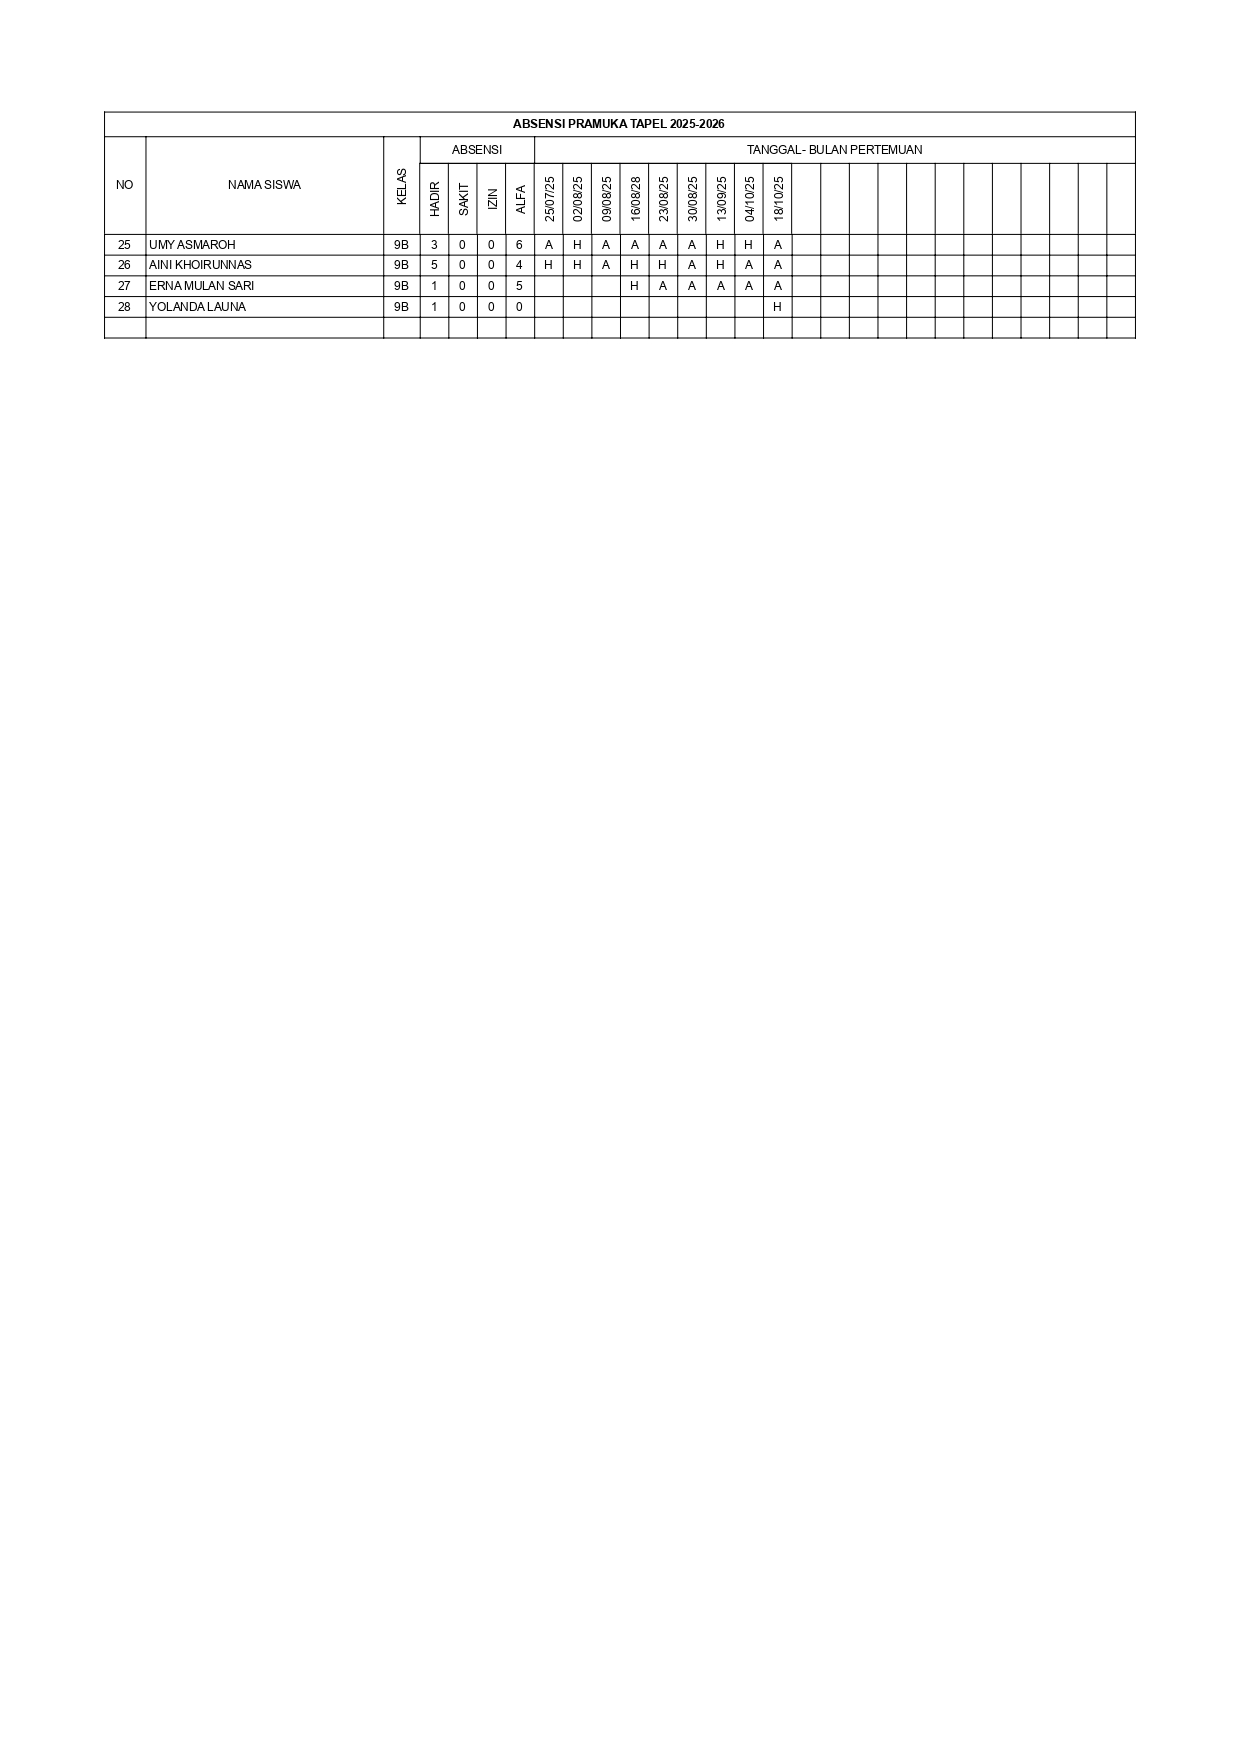 ABSENSI PRAMUKA TAPEL 2025-2026
NO NAMA SISWA KELAS ABSENSI TANGGAL- BULAN PERTEMUAN
HADIR SAKIT IZIN ALFA 25/07/25 02/08/25 09/08/25 16/08/28 23/08/25 30/08/25 13/09/25 04/10/25 18/10/25
25 UMY ASMAROH 9B 3 0 0 6 A H A A A A H H A
26 AINI KHOIRUNNAS 9B 5 0 0 4 H H A H H A H A A
27 ERNA MULAN SARI 9B 1 0 0 5 H A A A A A
28 YOLANDA LAUNA 9B 1 0 0 0 H